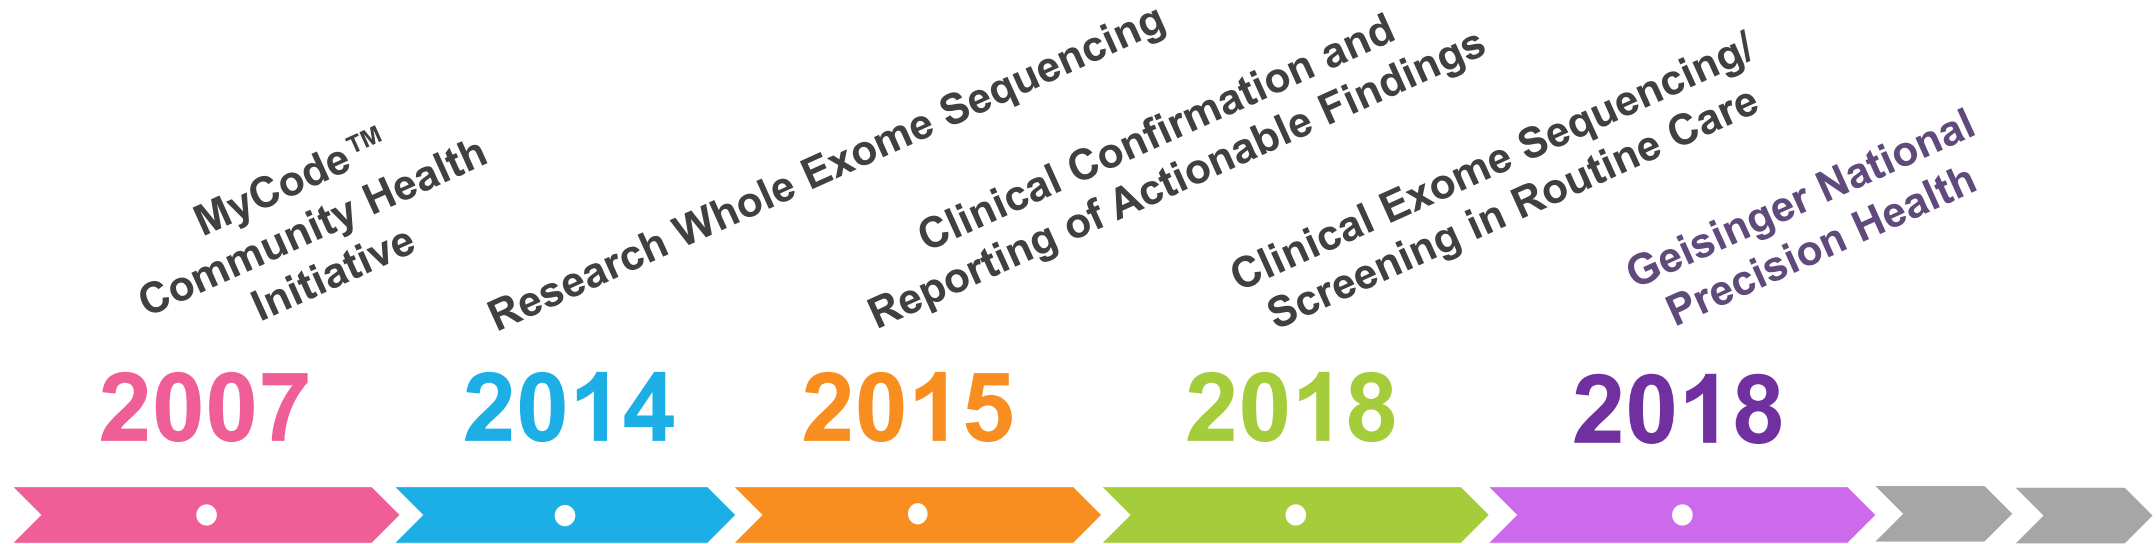 MyCode™
Community Health
Initiative
2007
Research Whole Exome Sequencing
2014
Clinical Confirmation and
Reporting of Actionable Findings
2015
Clinical Exome Sequencing/
Screening in Routine Care
2018
Geisinger National
Precision Health
2018